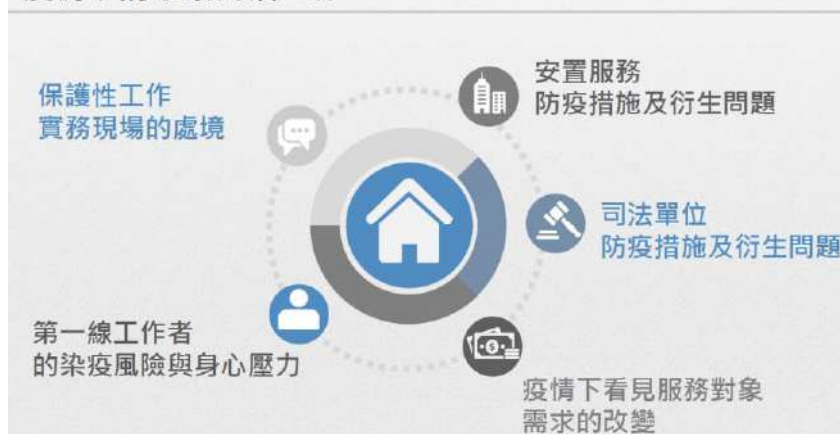 保護性工作
實務現場的處境
安置服務
防疫措施及衍生問題
司法單位
防疫措施及衍生問題
第一線工作者
的染疫風險與身心壓力
疫情下看見服務對象
需求的改變